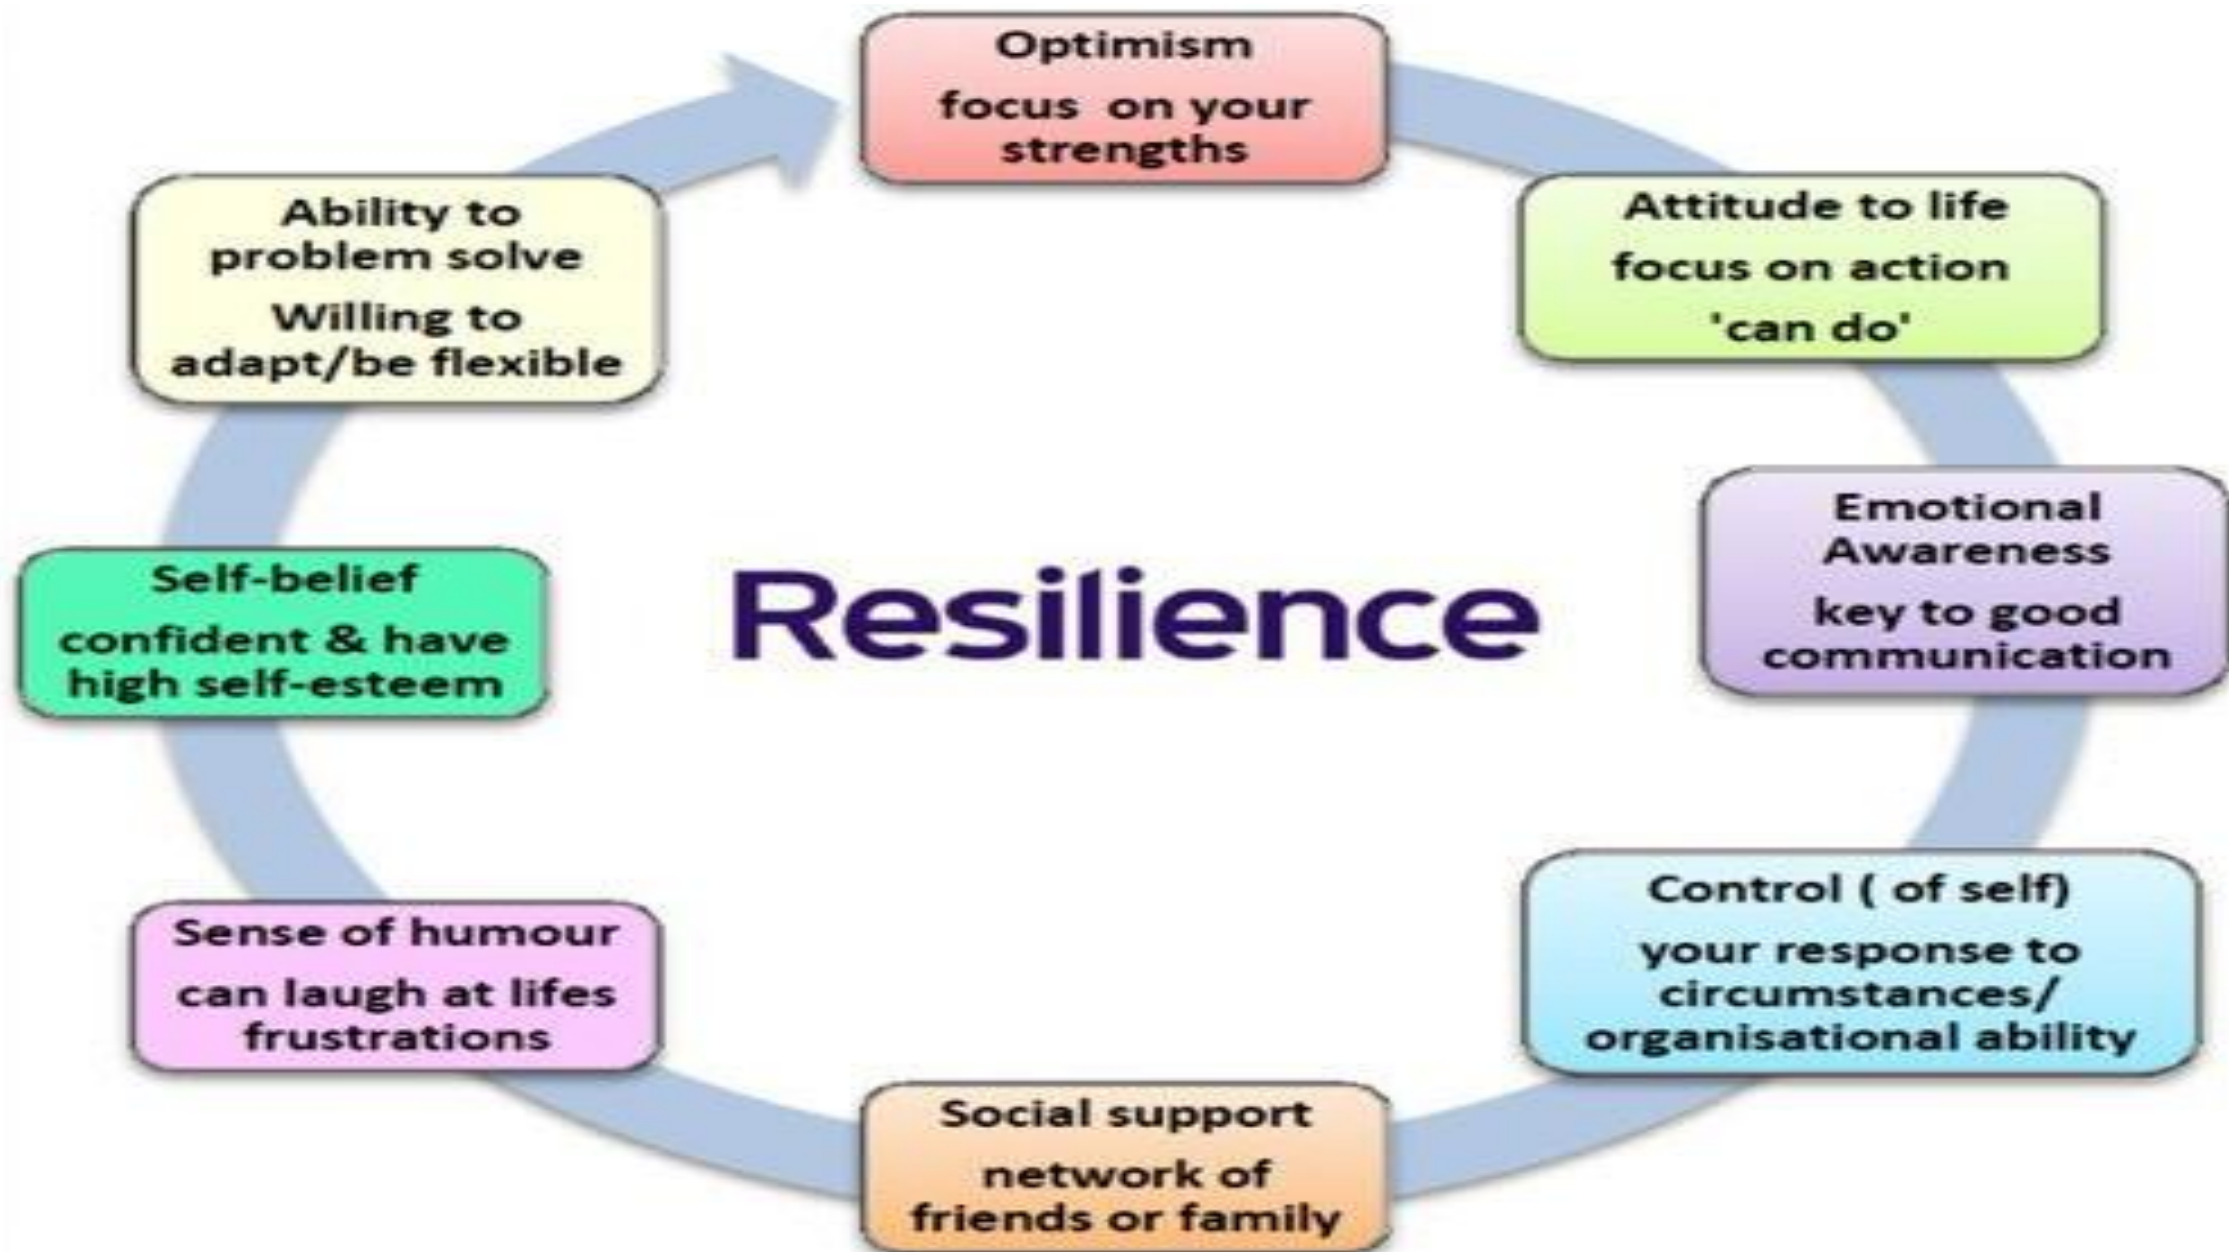 Optimism
focus on your
strengths
Attitude to life
focus on action
'can do'
Emotional
Awareness
key to good
communication
Control ( of self)
your response to
circumstances/
organisational ability
Social support
network of
friends or family
Sense of humour
can laugh at lifes
frustrations
Self-belief
confident & have
high self-esteem
Ability to
problem solve
Willing to
adapt/be flexible
Resilience